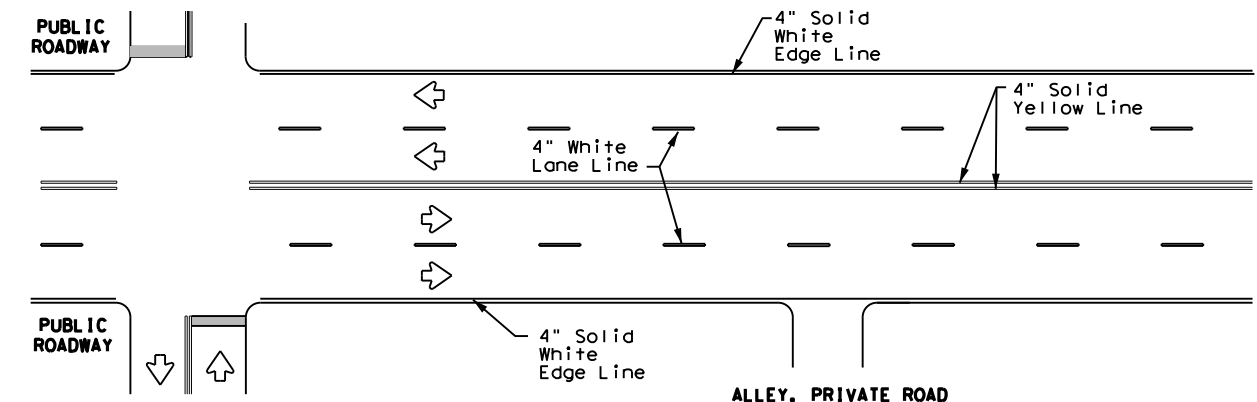 PUBLIC
ROADWAY
4" Solid
White
Edge Line
4" Solid
Yellow Line
4" White
Lane Line
PUBLIC
ROADWAY
4" Solid
White
Edge Line
ALLEY, PRIVATE ROAD